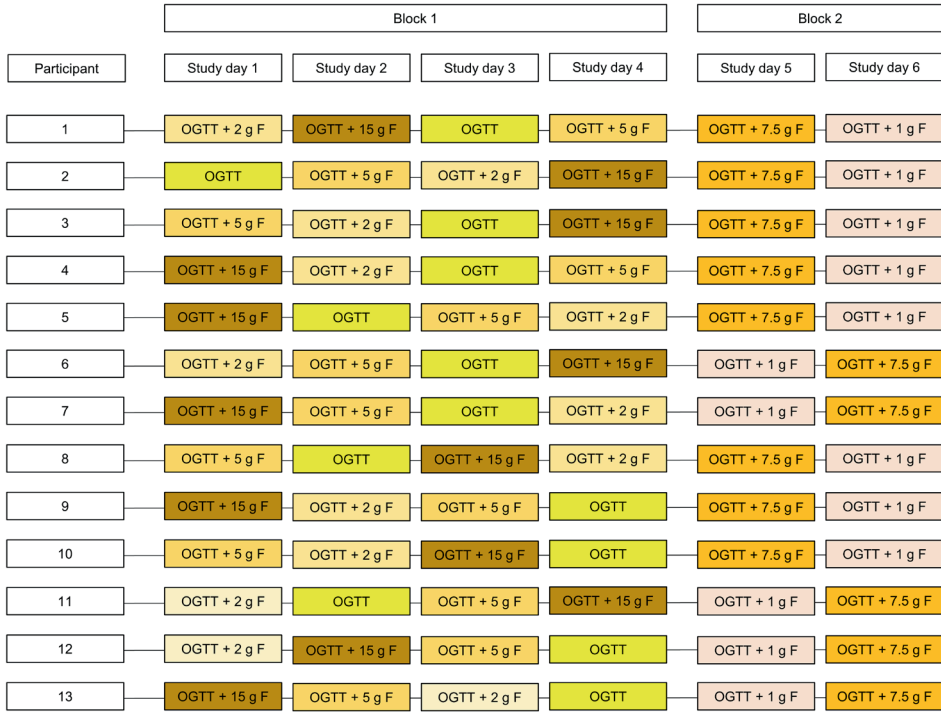 Block 1 Block 2
Participant Study day 1 Study day 2 Study day 3 Study day 4 Study day 5 Study day 6
1 OGTT + 2 g F OGTT + 15 g F OGTT OGTT + 5 g F OGTT + 7.5 g F OGTT + 1 g F
2 OGTT OGTT + 5 g F OGTT + 2 g F OGTT + 15 g F OGTT + 7.5 g F OGTT + 1 g F
3 OGTT + 5 g F OGTT + 2 g F OGTT OGTT + 15 g F OGTT + 7.5 g F OGTT + 1 g F
4 OGTT + 15 g F OGTT + 2 g F OGTT OGTT + 5 g F OGTT + 7.5 g F OGTT + 1 g F
5 OGTT + 15 g F OGTT OGTT + 5 g F OGTT + 2 g F OGTT + 7.5 g F OGTT + 1 g F
6 OGTT + 2 g F OGTT + 5 g F OGTT OGTT + 15 g F OGTT + 1 g F OGTT + 7.5 g F
7 OGTT + 15 g F OGTT + 5 g F OGTT OGTT + 2 g F OGTT + 1 g F OGTT + 7.5 g F
8 OGTT + 5 g F OGTT OGTT + 15 g F OGTT + 2 g F OGTT + 7.5 g F OGTT + 1 g F
9 OGTT + 15 g F OGTT + 2 g F OGTT + 5 g F OGTT OGTT + 7.5 g F OGTT + 1 g F
10 OGTT + 5 g F OGTT + 2 g F OGTT + 15 g F OGTT OGTT + 7.5 g F OGTT + 1 g F
11 OGTT + 2 g F OGTT OGTT + 5 g F OGTT + 15 g F OGTT + 1 g F OGTT + 7.5 g F
12 OGTT + 2 g F OGTT + 15 g F OGTT + 5 g F OGTT OGTT + 1 g F OGTT + 7.5 g F
13 OGTT + 15 g F OGTT + 5 g F OGTT + 2 g F OGTT OGTT + 1 g F OGTT + 7.5 g F